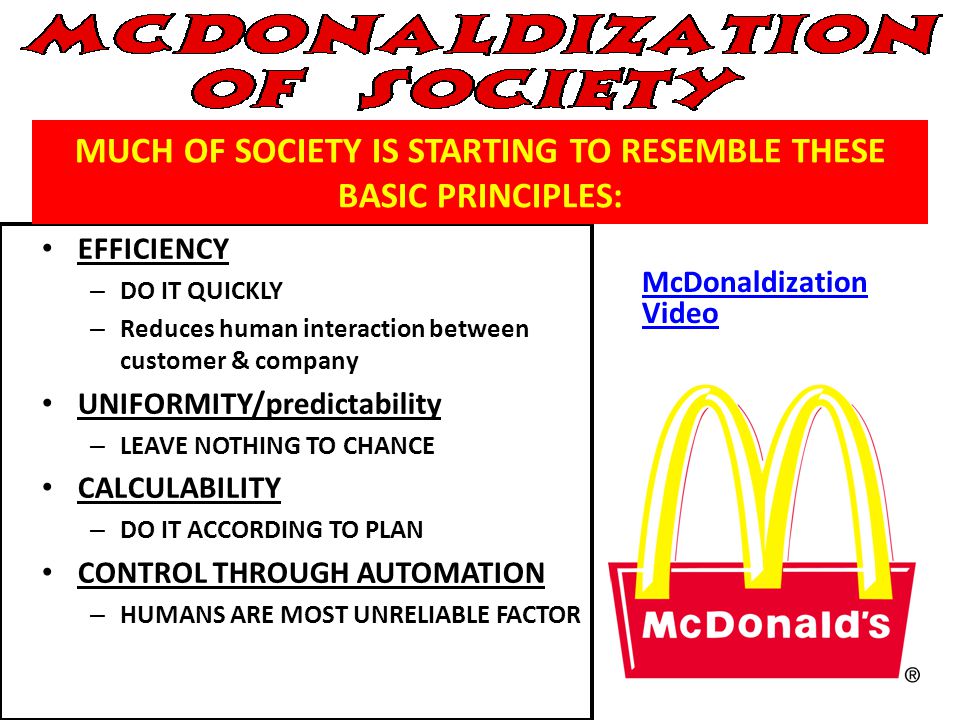 MCDONALDIZATION
OF SOCIETY
MUCH OF SOCIETY IS STARTING TO RESEMBLE THESE
BASIC PRINCIPLES:
• EFFICIENCY
– DO IT QUICKLY
– Reduces human interaction between
customer & company
• UNIFORMITY/predictability
– LEAVE NOTHING TO CHANCE
• CALCULABILITY
– DO IT ACCORDING TO PLAN
• CONTROL THROUGH AUTOMATION
– HUMANS ARE MOST UNRELIABLE FACTOR
McDonaldization
Video
McDonald's
®